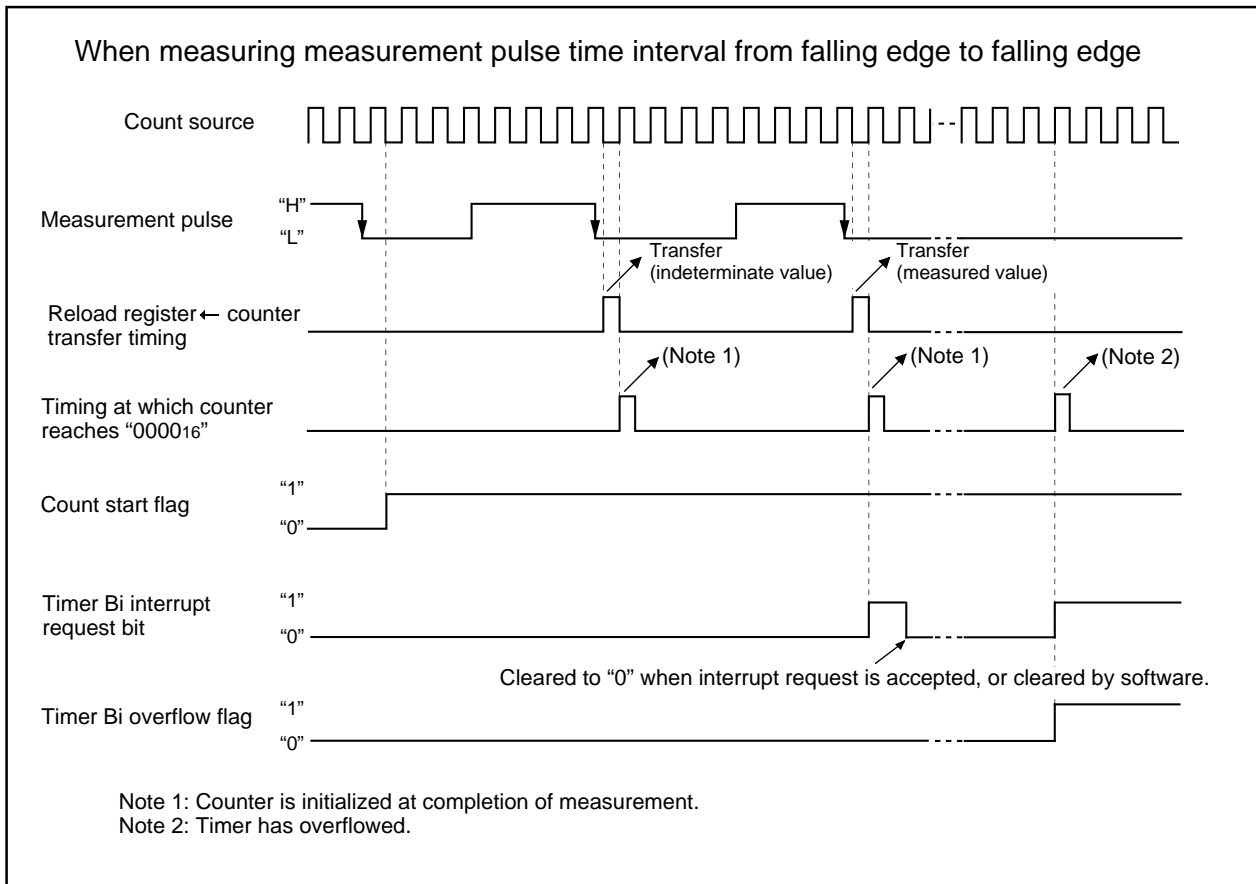 When measuring measurement pulse time interval from falling edge to falling edge
Count source
Measurement pulse
“H”
“L”
Transfer
(indeterminate value)
Transfer
(measured value)
Reload register ← counter
transfer timing
(Note 1)
(Note 1)
(Note 2)
Timing at which counter
reaches “000016”
Count start flag
“1”
“0”
Timer Bi interrupt
request bit
“1”
“0”
Cleared to “0” when interrupt request is accepted, or cleared by software.
Timer Bi overflow flag
“1”
“0”
Note 1: Counter is initialized at completion of measurement.
Note 2: Timer has overflowed.